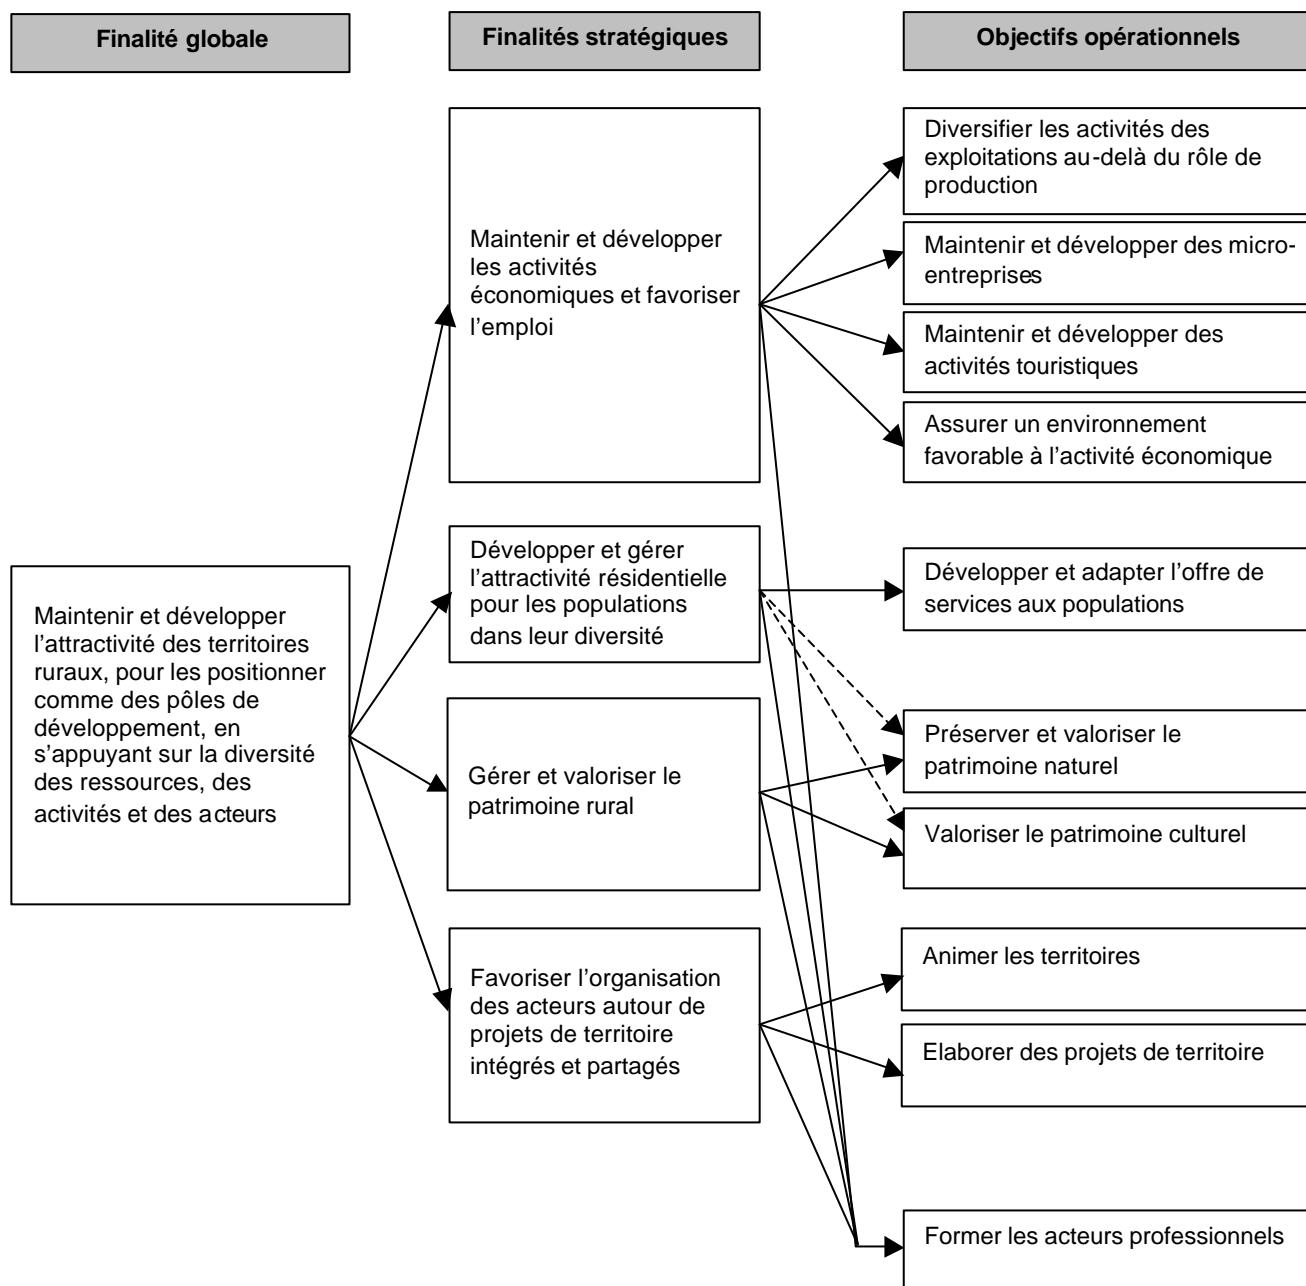 Finalité globale
Finalités stratégiques
Objectifs opérationnels
Maintenir et développer
l’attractivité des territoires
ruraux, pour les positionner
comme des pôles de
développement, en
s’appuyant sur la diversité
des ressources, des
activités et des acteurs
Maintenir et développer
les activités
économiques et favoriser
l’emploi
Développer et gérer
l’attractivité résidentielle
pour les populations
dans leur diversité
Gérer et valoriser le
patrimoine rural
Favoriser l’organisation
des acteurs autour de
projets de territoire
intégrés et partagés
Diversifier les activités des
exploitations au-delà du rôle de
production
Maintenir et développer des micro-
entreprises
Maintenir et développer des
activités touristiques
Assurer un environnement
favorable à l’activité économique
Développer et adapter l’offre de
services aux populations
Préserver et valoriser le
patrimoine naturel
Valoriser le patrimoine culturel
Animer les territoires
Elaborer des projets de territoire
Former les acteurs professionnels